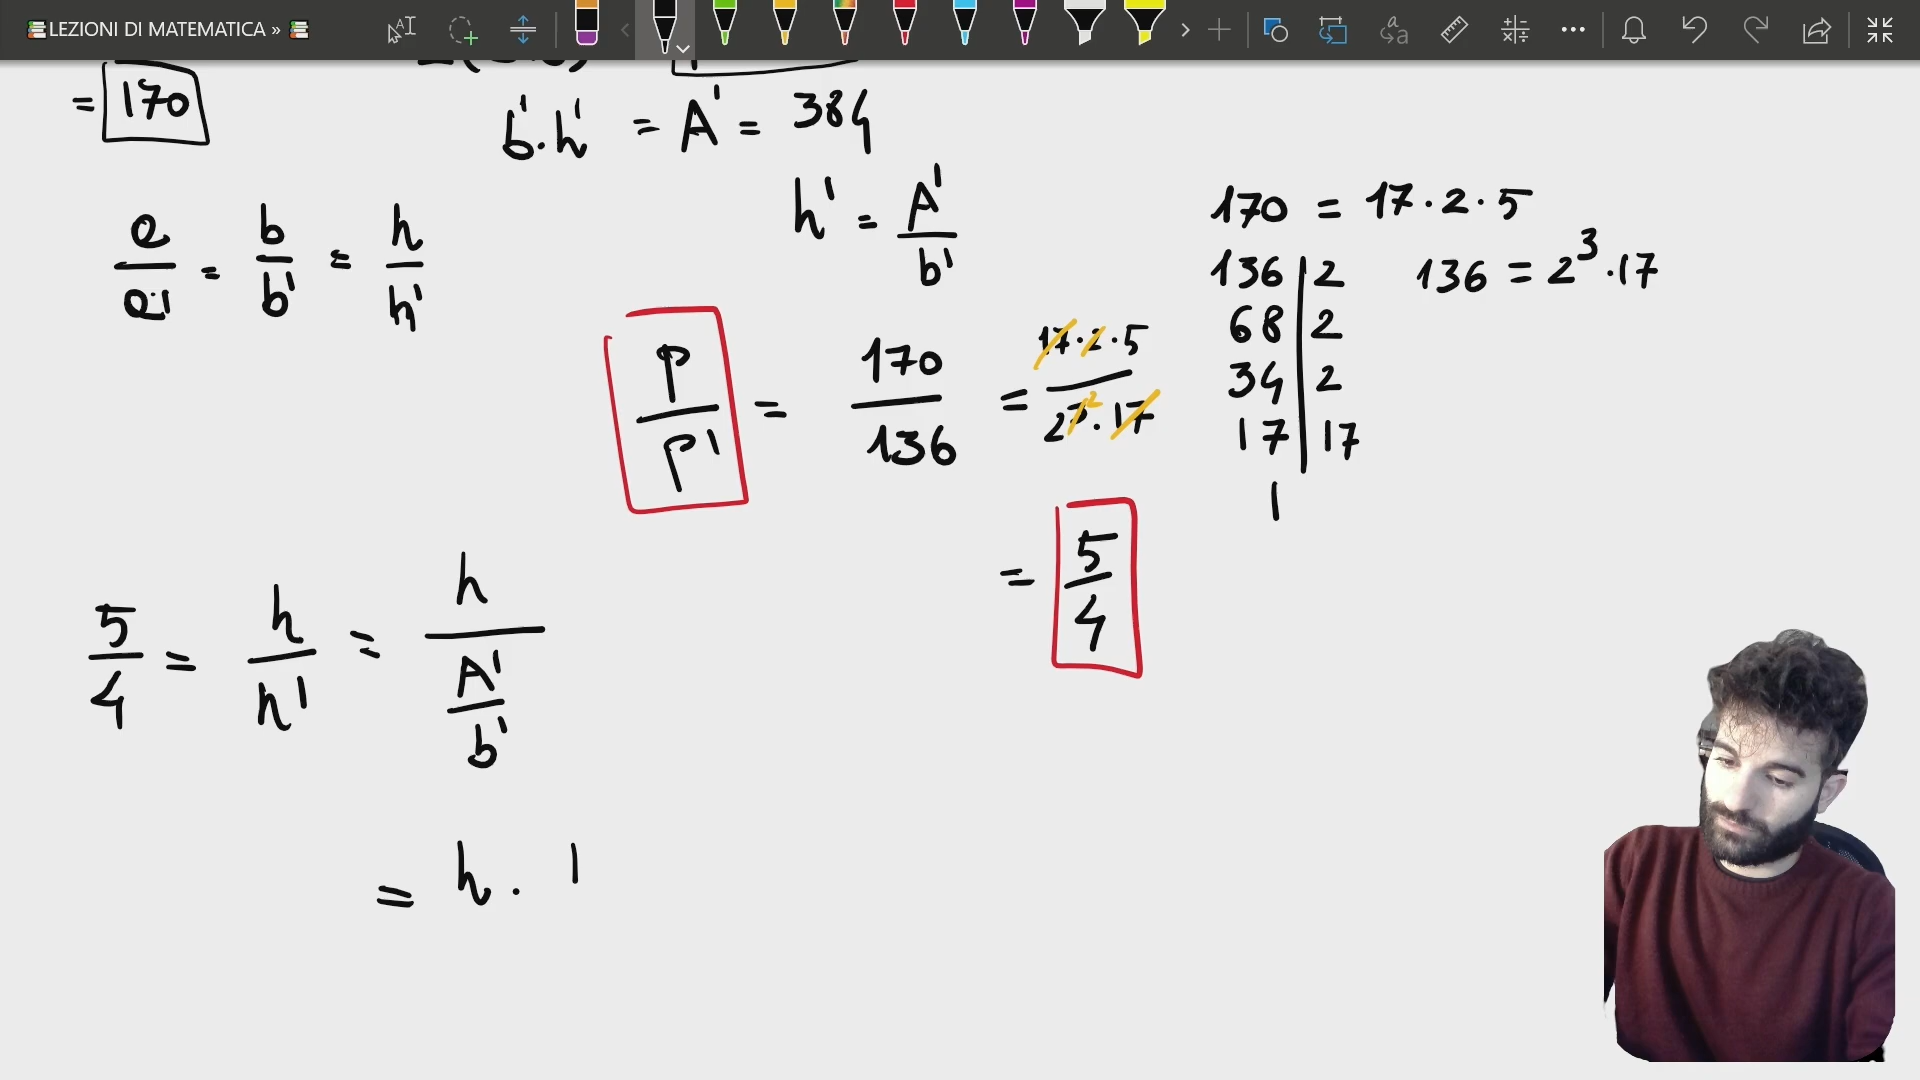 LEZIONI DI MATEMATICA »
= 170
b'·h' = A' = 384
h' = A'/b'
170 = 17·2·5
a/a' = b/b' = h/h'
136 | 2
136 = 2³·17
68 | 2
34 | 2
17 | 17
1
P/P' = 170/136 = 17·2·5/2³·17
= 5/4
5/4 = h/h' = h/A'/b'
= h · 1